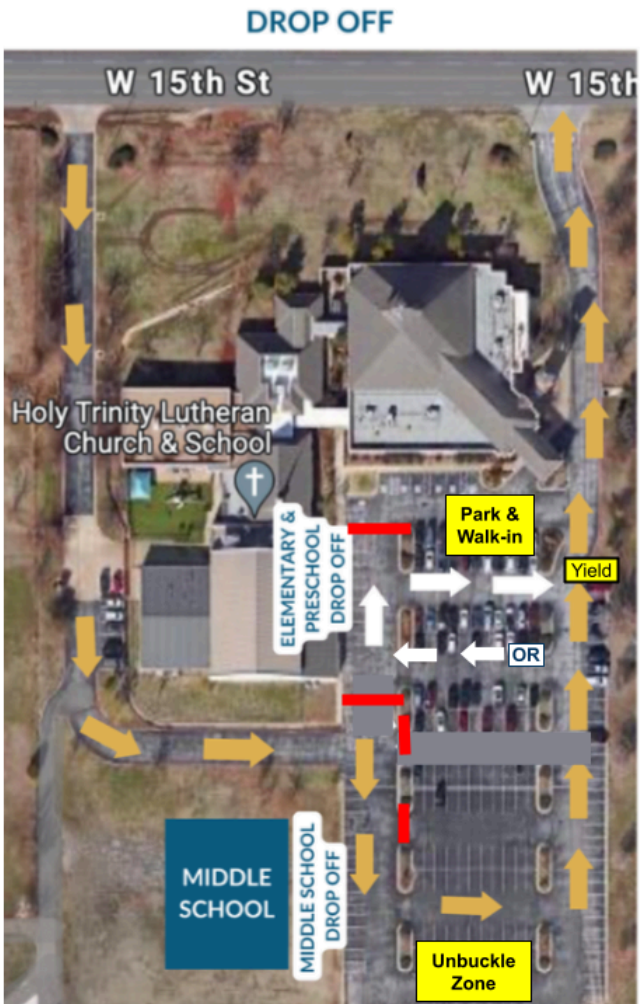 DROP OFF
W 15th St
W 15th
Holy Trinity Lutheran
Church & School
Park &
Walk-in
ELEMENTARY &
PRESCHOOL
DROP OFF
Yield
OR
MIDDLE
SCHOOL
MIDDLE SCHOOL
DROP OFF
Unbuckle
Zone